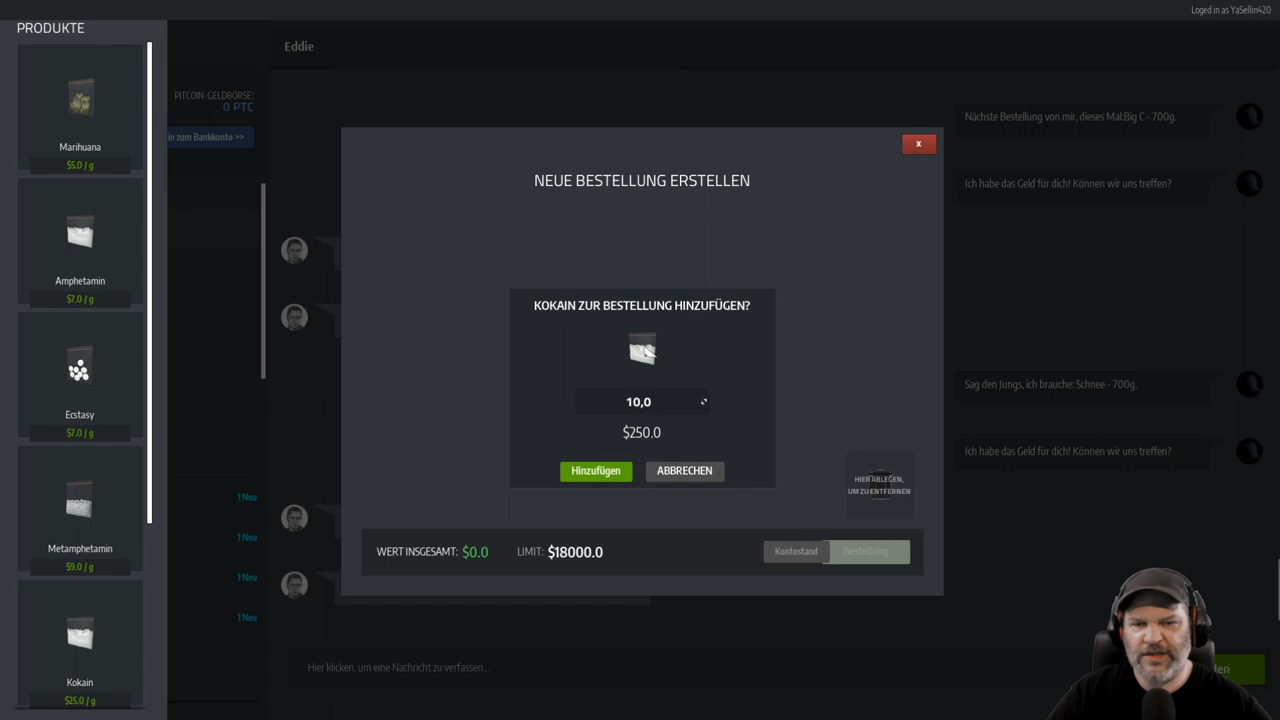 Loged in as YaSellin420
PRODUKTE
Marihuana
$5.0 / g
Amphetamin
$7.0 / g
Ecstasy
$7.0 / g
Metamphetamin
$9.0 / g
Kokain
$25.0 / g
PITCOIN-GELDBÖRSE:
0 PTC
in zum Bankkonto >>
1 Neu
1 Neu
1 Neu
1 Neu
Eddie
Nächste Bestellung von mir, dieses Mal:Big C - 700g.
Ich habe das Geld für dich! Können wir uns treffen?
Sag den Jungs, ich brauche: Schnee - 700g.
Ich habe das Geld für dich! Können wir uns treffen?
x
NEUE BESTELLUNG ERSTELLEN
KOKAIN ZUR BESTELLUNG HINZUFÜGEN?
10,0
$250.0
Hinzufügen ABBRECHEN
HIER ABLEGEN,
UM ZU ENTFERNEN
WERT INSGESAMT: $0.0 LIMIT: $18000.0 Kontostand Bestellung
Hier klicken, um eine Nachricht zu verfassen...
den